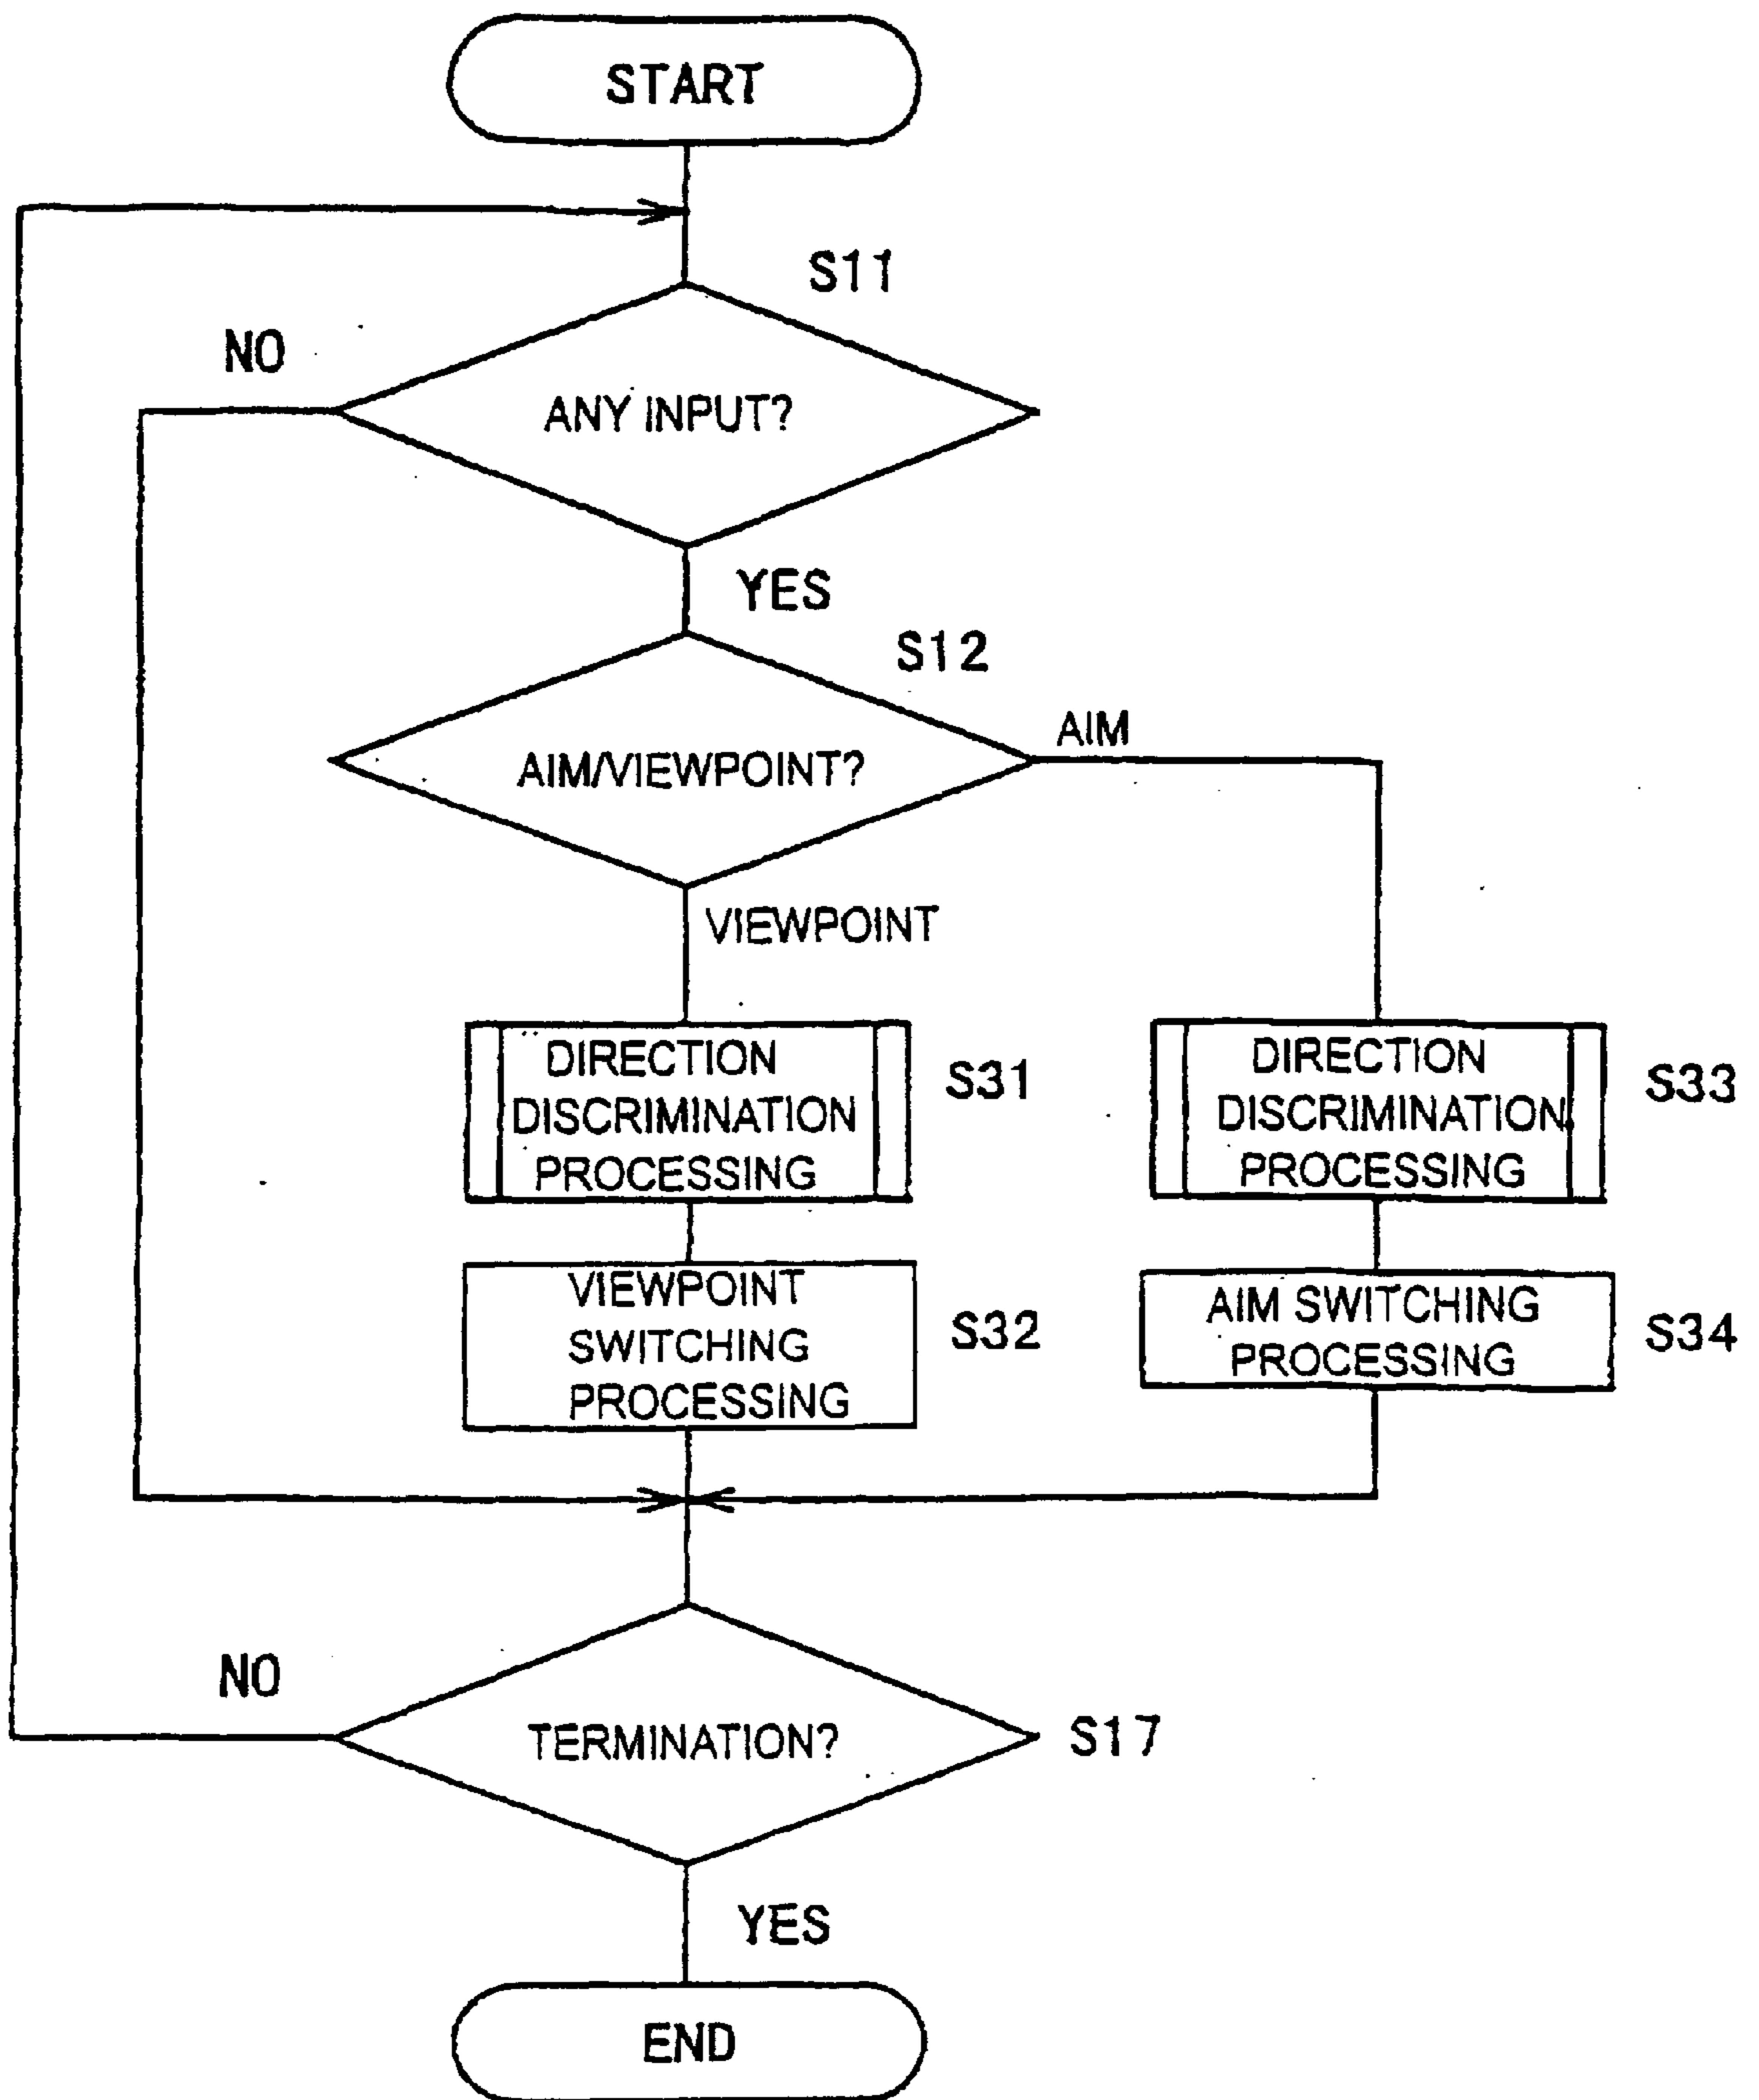 START
S11
NO
ANY INPUT?
YES
S12
AIM
AIM/VIEWPOINT?
VIEWPOINT
DIRECTION
DISCRIMINATION
PROCESSING
S31
DIRECTION
DISCRIMINATION
PROCESSING
S33
VIEWPOINT
SWITCHING
PROCESSING
S32
AIM SWITCHING
PROCESSING
S34
NO
TERMINATION?
S17
YES
END